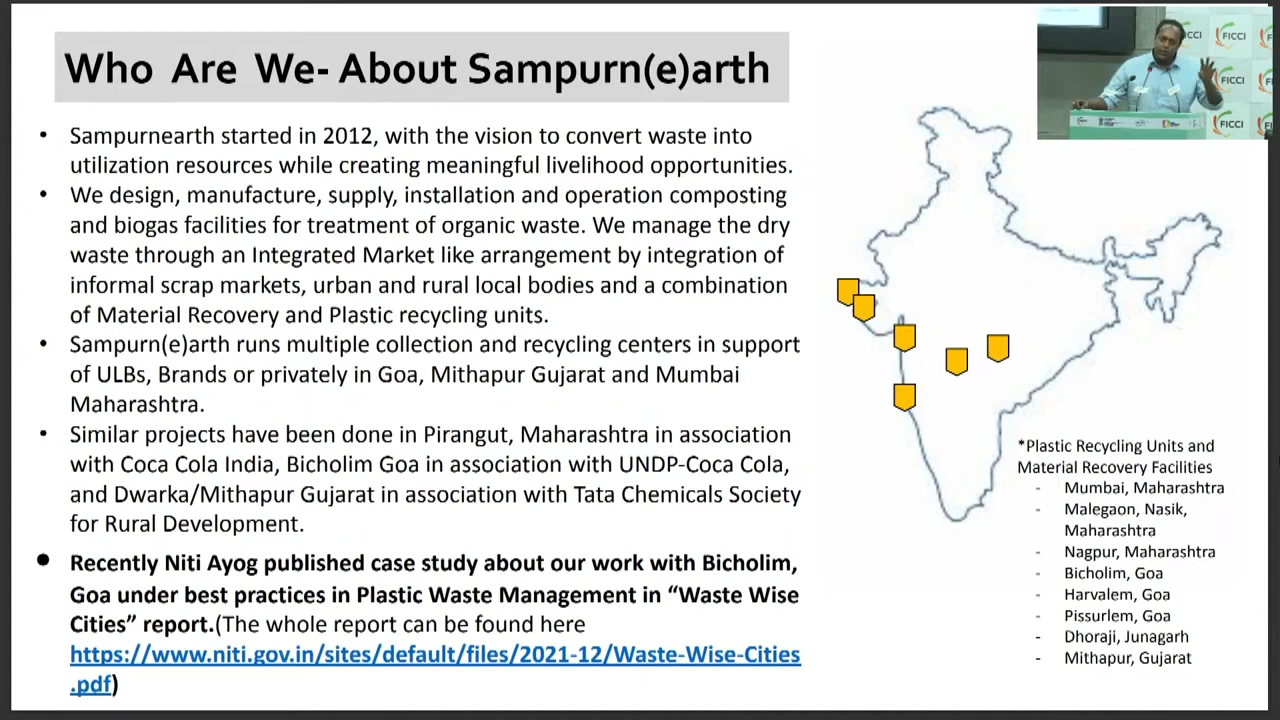 Who Are We- About Sampurn(e)arth
• Sampurnearth started in 2012, with the vision to convert waste into
utilization resources while creating meaningful livelihood opportunities.
• We design, manufacture, supply, installation and operation composting
and biogas facilities for treatment of organic waste. We manage the dry
waste through an Integrated Market like arrangement by integration of
informal scrap markets, urban and rural local bodies and a combination
of Material Recovery and Plastic recycling units.
• Sampurn(e)arth runs multiple collection and recycling centers in support
of ULBs, Brands or privately in Goa, Mithapur Gujarat and Mumbai
Maharashtra.
• Similar projects have been done in Pirangut, Maharashtra in association
with Coca Cola India, Bicholim Goa in association with UNDP-Coca Cola,
and Dwarka/Mithapur Gujarat in association with Tata Chemicals Society
for Rural Development.
• Recently Niti Ayog published case study about our work with Bicholim,
Goa under best practices in Plastic Waste Management in “Waste Wise
Cities” report.(The whole report can be found here
https://www.niti.gov.in/sites/default/files/2021-12/Waste-Wise-Cities
.pdf)
*Plastic Recycling Units and
Material Recovery Facilities
- Mumbai, Maharashtra
- Malegaon, Nasik,
Maharashtra
- Nagpur, Maharashtra
- Bicholim, Goa
- Harvalem, Goa
- Pissurlem, Goa
- Dhoraji, Junagarh
- Mithapur, Gujarat
FICCI
FICCI
FICCI